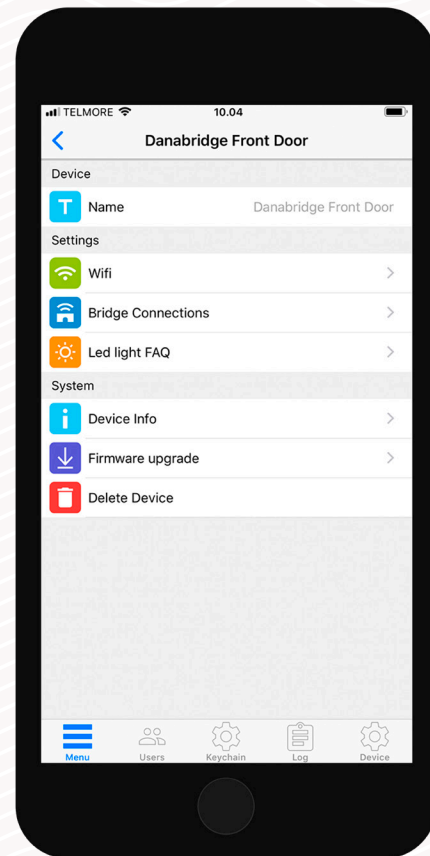 TELMORE 10.04
Danabridge Front Door
Device
T Name Danabridge Front Door
Settings
Wifi
Bridge Connections
Led light FAQ
System
i Device Info
Firmware upgrade
Delete Device
Menu Users Keychain Log Device